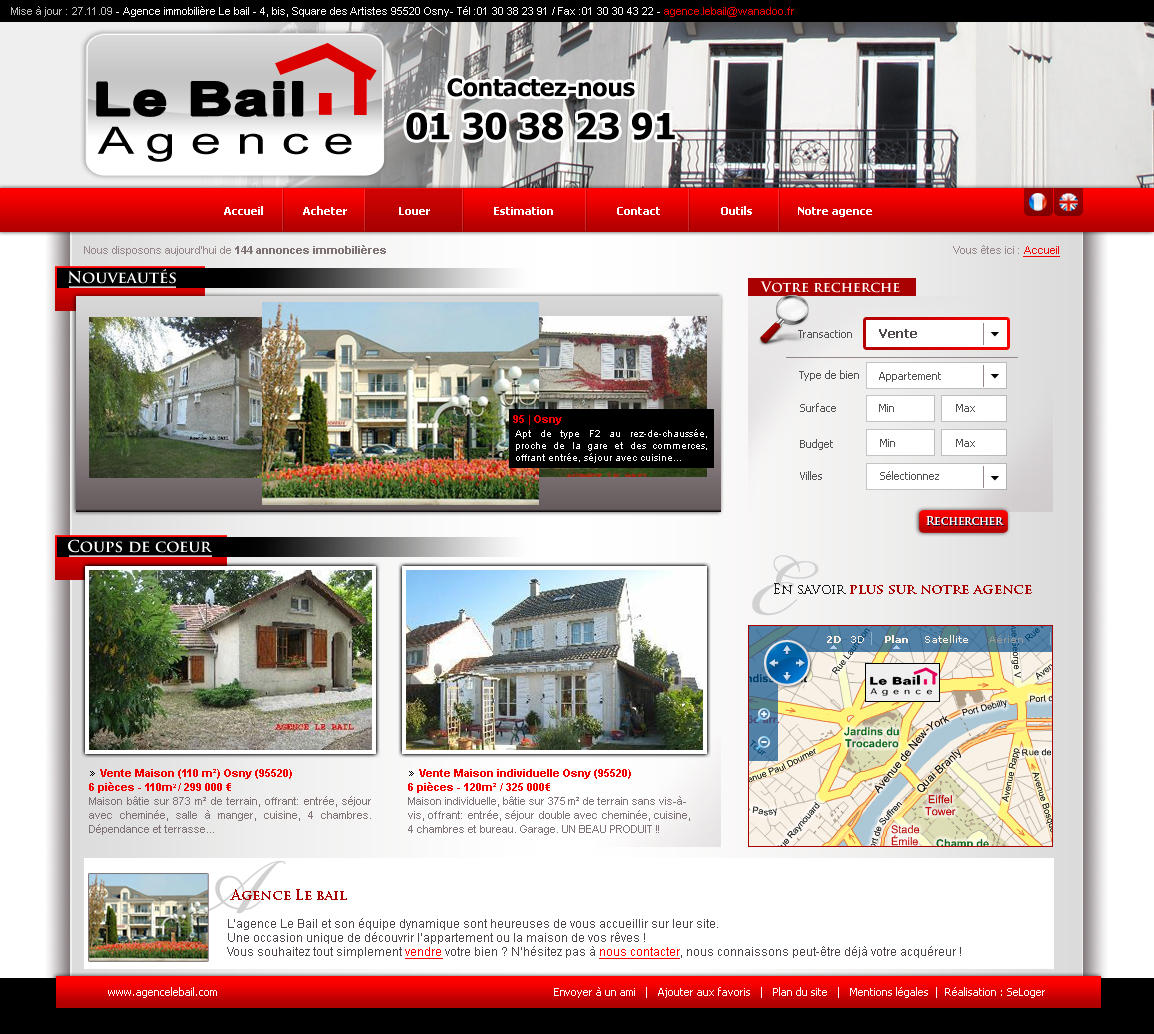 Mise à jour : 27.11.09 - Agence immobilière Le bail - 4, bis, Square des Artistes 95520 Osny- Tél :01 30 38 23 91 / Fax :01 30 30 43 22 - agence.lebail@wanadoo.fr
Le Bail
Agence
Contactez-nous
01 30 38 23 91
Accueil Acheter Louer Estimation Contact Outils Notre agence
Nous disposons aujourd'hui de 144 annonces immobilières
Vous êtes ici : Accueil
Nouveautés
Agence LE BAIL
95 | Osny
Apt de type F2 au rez-de-chaussée,
proche de la gare et des commerces,
offrant entrée, séjour avec cuisine...
Votre recherche
Transaction Vente
Type de bien Appartement
Surface Min Max
Budget Min Max
Villes Sélectionnez
Rechercher
Coups de coeur
AGENCE LE BAIL
» Vente Maison (110 m²) Osny (95520)
6 pièces - 110m² / 299 000 €
Maison bâtie sur 873 m² de terrain, offrant: entrée, séjour
avec cheminée, salle à manger, cuisine, 4 chambres.
Dépendance et terrasse...
» Vente Maison individuelle Osny (95520)
6 pièces - 120m² / 325 000€
Maison individuelle, bâtie sur 375 m² de terrain sans vis-à-
vis, offrant: entrée, séjour double avec cheminée, cuisine,
4 chambres et bureau. Garage. UN BEAU PRODUIT !!
E
En savoir plus sur notre agence
2D 3D | Plan Satellite Aérien
Le Bail
Agence
Port Debilly
Jardins du
Trocadero
Avenue de New-York
Quai Branly
Avenue Rapp
Eiffel
Tower
Passy
Stade
Émile
Champ de
A
Agence Le bail
L'agence Le Bail et son équipe dynamique sont heureuses de vous accueillir sur leur site.
Une occasion unique de découvrir l'appartement ou la maison de vos rêves !
Vous souhaitez tout simplement vendre votre bien ? N'hésitez pas à nous contacter, nous connaissons peut-être déjà votre acquéreur !
www.agencelebail.com
Envoyer à un ami | Ajouter aux favoris | Plan du site | Mentions légales | Réalisation : SeLoger